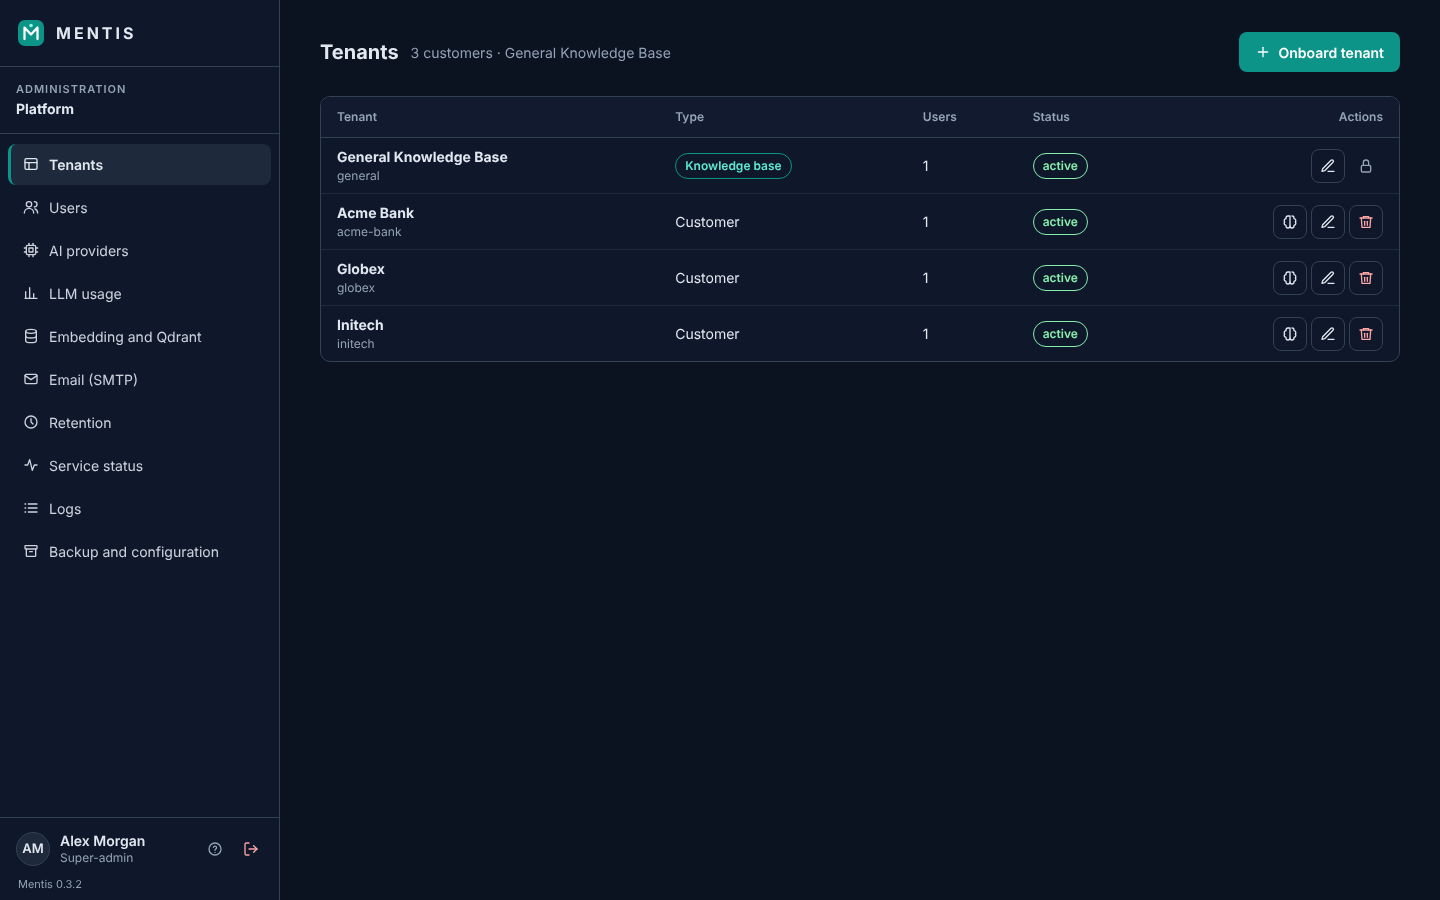 MENTIS
ADMINISTRATION
Platform
Tenants
Users
AI providers
LLM usage
Embedding and Qdrant
Email (SMTP)
Retention
Service status
Logs
Backup and configuration
AM
Alex Morgan
Super-admin
Mentis 0.3.2
Tenants 3 customers · General Knowledge Base
Onboard tenant
Tenant Type Users Status Actions
General Knowledge Base
general
Knowledge base 1 active
Acme Bank
acme-bank
Customer 1 active
Globex
globex
Customer 1 active
Initech
initech
Customer 1 active